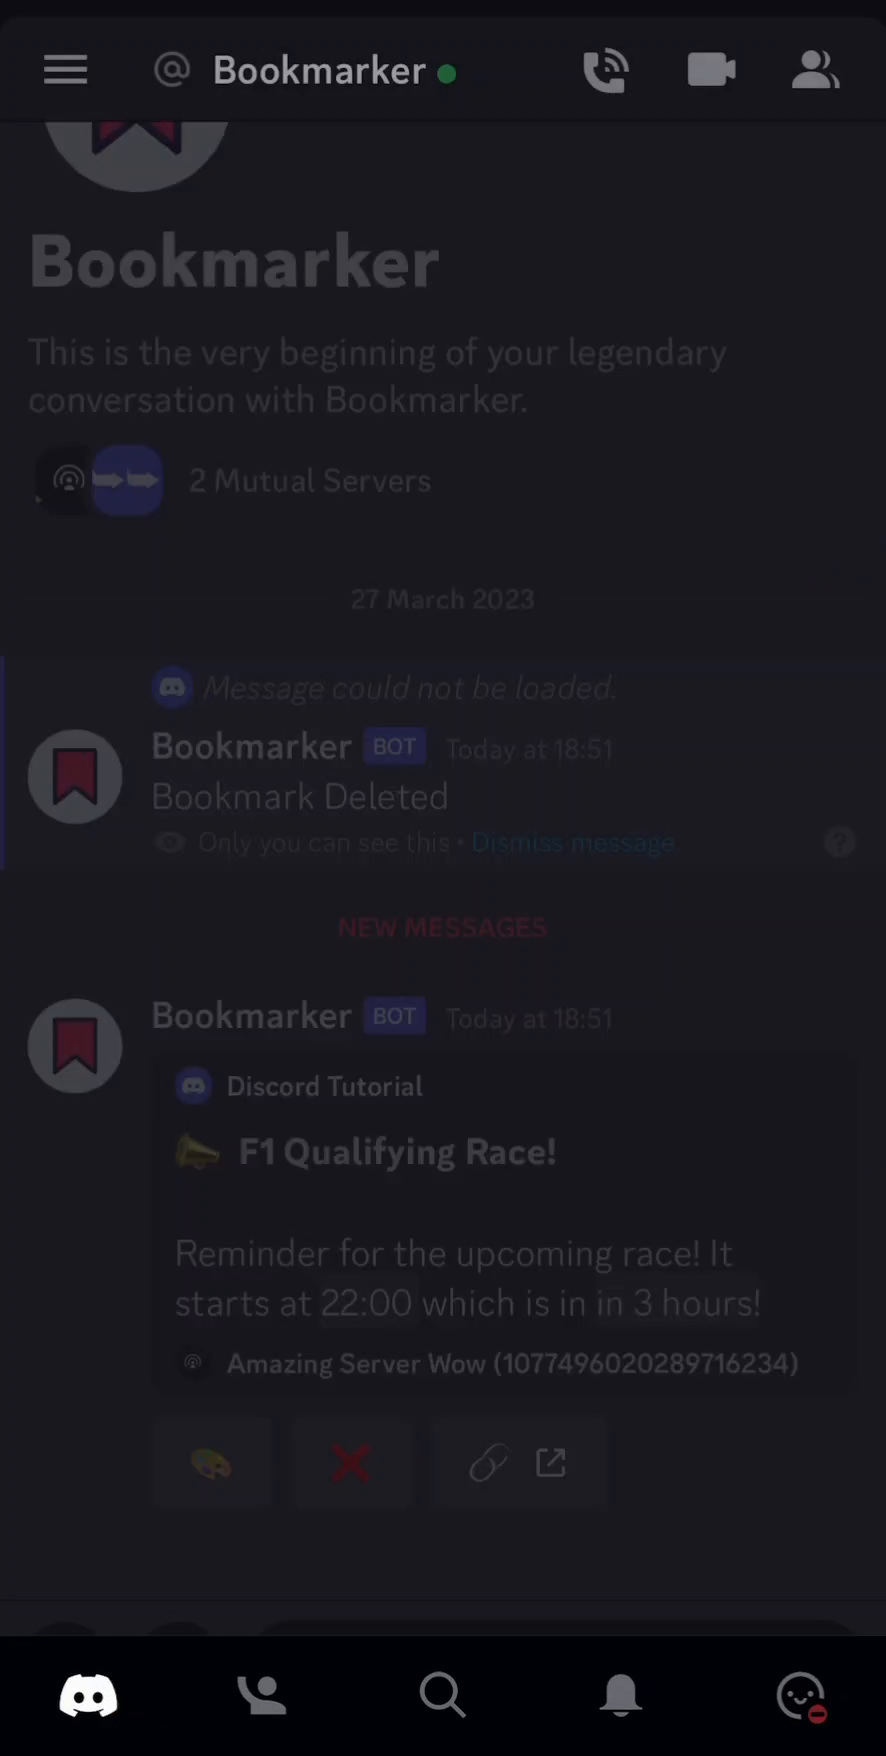 @ Bookmarker
Bookmarker
This is the very beginning of your legendary
conversation with Bookmarker.
2 Mutual Servers
27 March 2023
Message could not be loaded.
Bookmarker BOT Today at 18:51
Bookmark Deleted
Only you can see this • Dismiss message
NEW MESSAGES
Bookmarker BOT Today at 18:51
Discord Tutorial
F1 Qualifying Race!
Reminder for the upcoming race! It
starts at 22:00 which is in in 3 hours!
Amazing Server Wow (1077496020289716234)